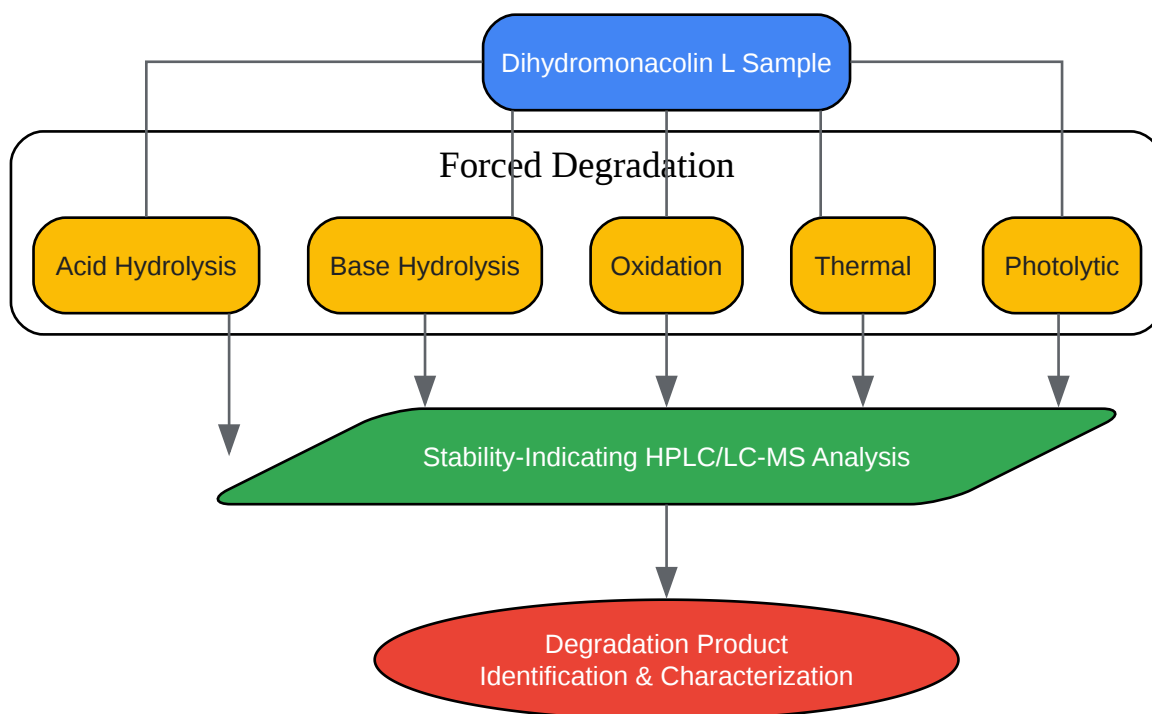 Dihydromonacolin L Sample
Forced Degradation
Acid Hydrolysis
Base Hydrolysis
Oxidation
Thermal
Photolytic
Stability-Indicating HPLC/LC-MS Analysis
Degradation Product
Identification & Characterization